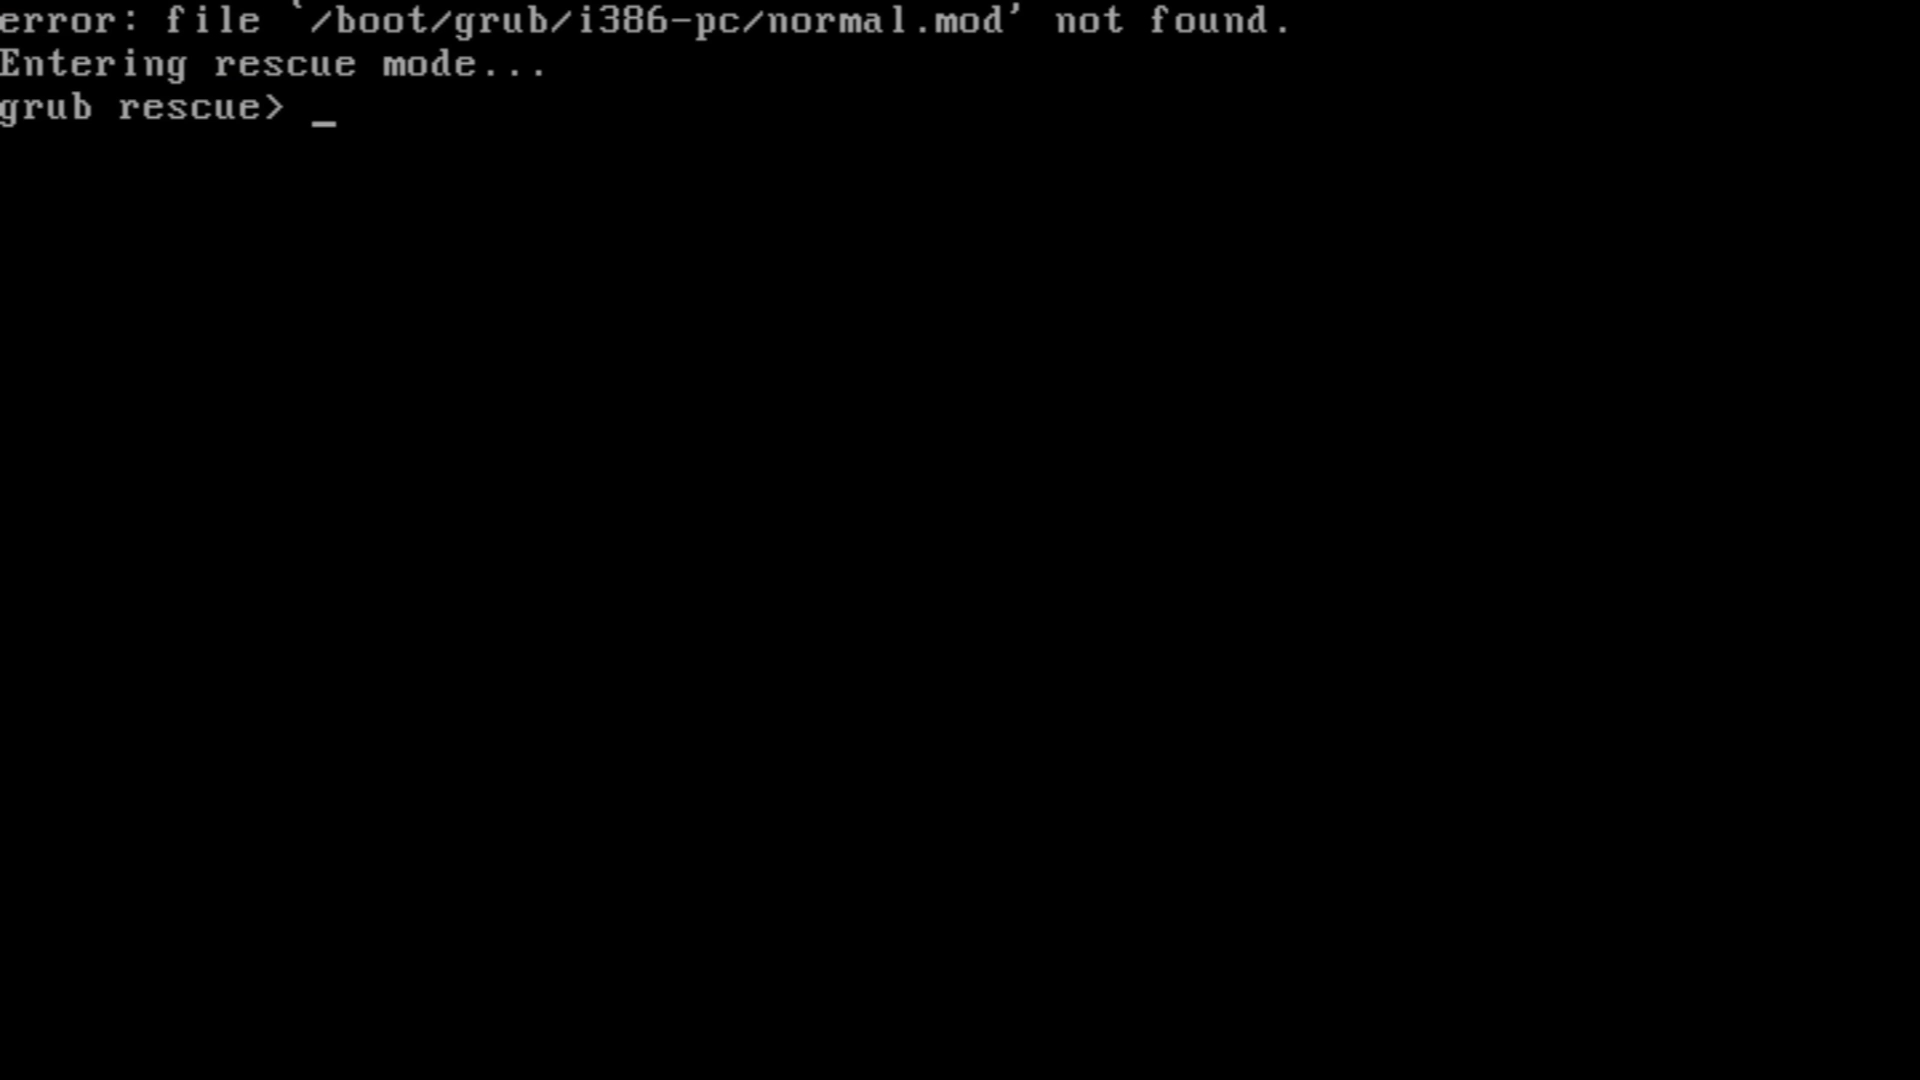 error: file `/boot/grub/i386-pc/normal.mod' not found.
Entering rescue mode...
grub rescue> _